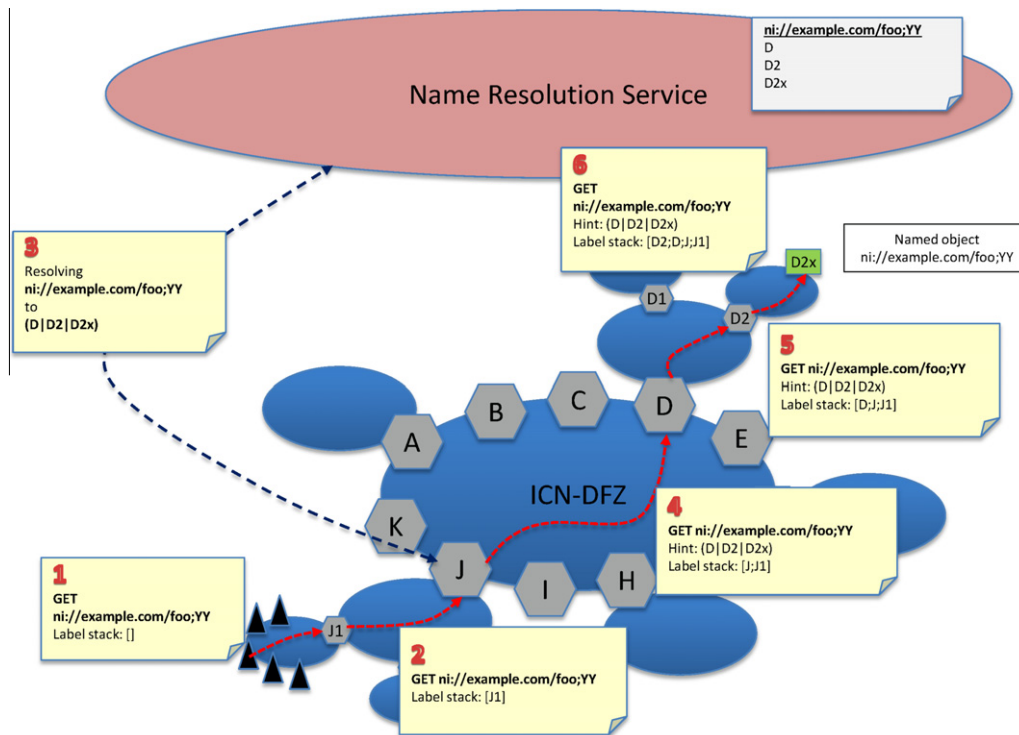 ni://example.com/foo;YY
D
D2
D2x
Name Resolution Service
6
GET
ni://example.com/foo;YY
Hint: (D|D2|D2x)
Label stack: [D2;D;J;J1]
3
Resolving
ni://example.com/foo;YY
to
(D|D2|D2x)
Named object
ni://example.com/foo;YY
D2x
D1
D2
5
GET ni://example.com/foo;YY
Hint: (D|D2|D2x)
Label stack: [D;J;J1]
A
B
C
D
E
ICN-DFZ
K
4
GET ni://example.com/foo;YY
Hint: (D|D2|D2x)
Label stack: [J;J1]
J
I
H
1
GET
ni://example.com/foo;YY
Label stack: []
J1
2
GET ni://example.com/foo;YY
Label stack: [J1]